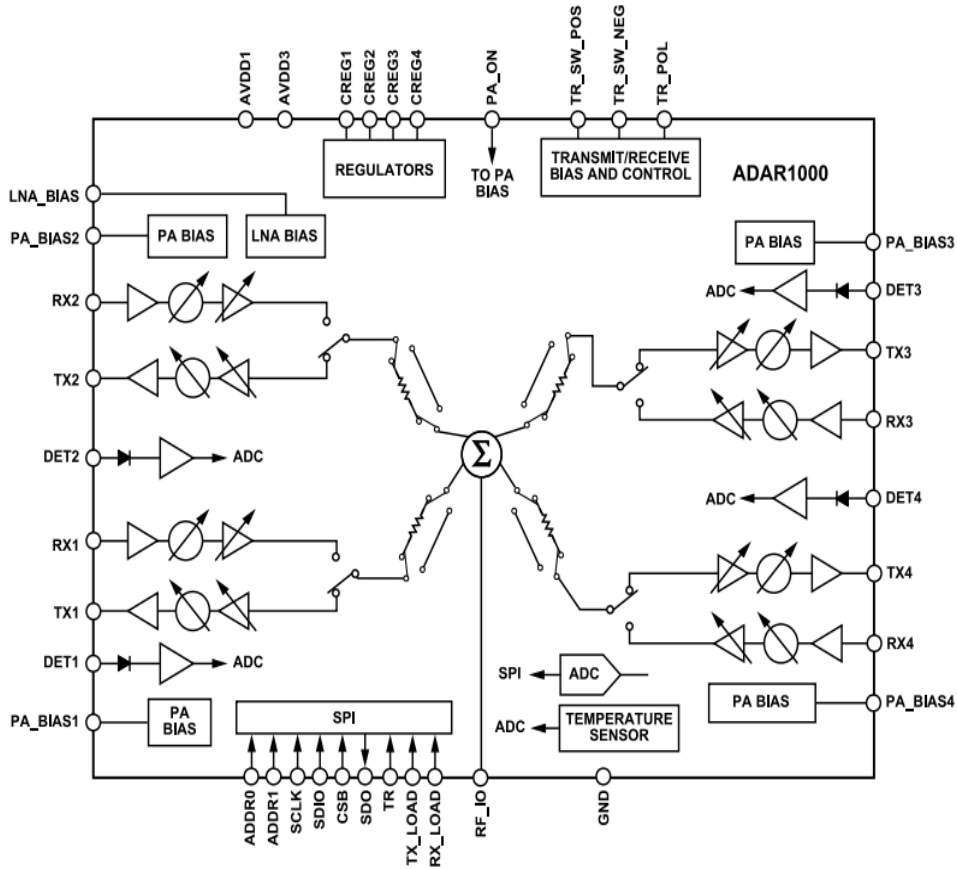 AVDD1
AVDD3
CREG1
CREG2
CREG3
CREG4
PA_ON
TR_SW_POS
TR_SW_NEG
TR_POL
REGULATORS
TO PA
BIAS
TRANSMIT/RECEIVE
BIAS AND CONTROL
ADAR1000
LNA_BIAS
PA_BIAS2
PA BIAS
LNA BIAS
PA BIAS
PA_BIAS3
RX2
ADC
DET3
TX2
TX3
RX3
DET2
ADC
Σ
ADC
DET4
RX1
TX4
TX1
RX4
DET1
ADC
SPI
ADC
PA_BIAS1
PA
BIAS
SPI
ADC
TEMPERATURE
SENSOR
PA BIAS
PA_BIAS4
ADDR0
ADDR1
SCLK
SDIO
CSB
SDO
TR
TX_LOAD
RX_LOAD
RF_IO
GND